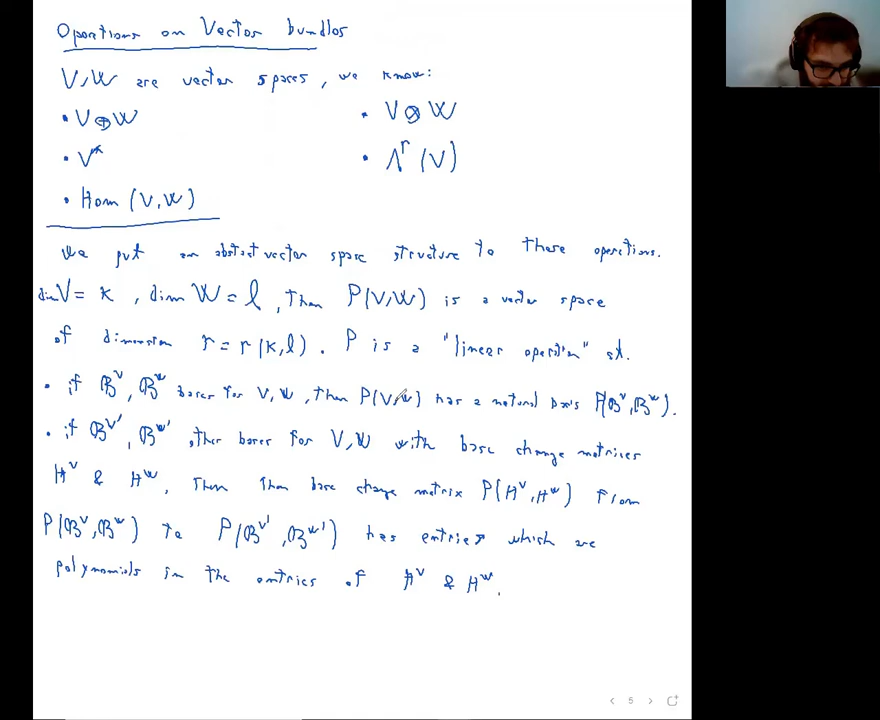 Operations on Vector bundles
V,W are vector spaces, we know:
• V⊕W
• V⊗W
• V*
• Λ^r (V)
• Hom (V,W)
We put an abstract vector space structure to these operations.
dim V = k, dim W = l, then P(V,W) is a vector space
of dimension r = r(k,l). P is a "linear operation" st.
• if B^V, B^W bases for V,W, then P(V,W) has a natural basis P(B^V,B^W).
• if B^V', B^W', other bases for V,W with base change matrices
H^V & H^W, then then base change matrix P(H^V,H^W) from
P(B^V,B^W) to P(B^V',B^W') has entries which are
polynomials in the entries of H^V & H^W.
< 5 >